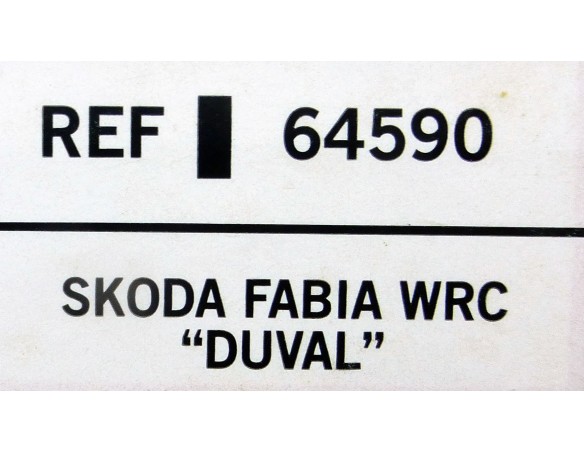 REF 64590
SKODA FABIA WRC
“DUVAL”